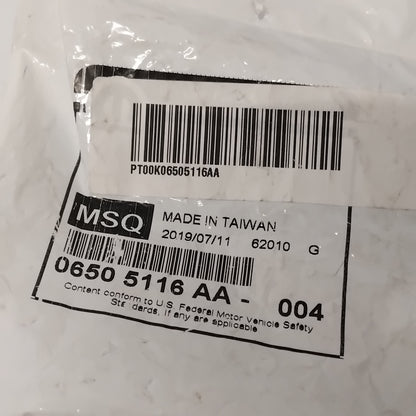 PT00K06505116AA
MSQ
MADE IN TAIWAN
2019/07/11 62010 G
0650 5116 AA - 004
Content conform to U.S. Federal Motor Vehicle Safety
Standards, if any are applicable